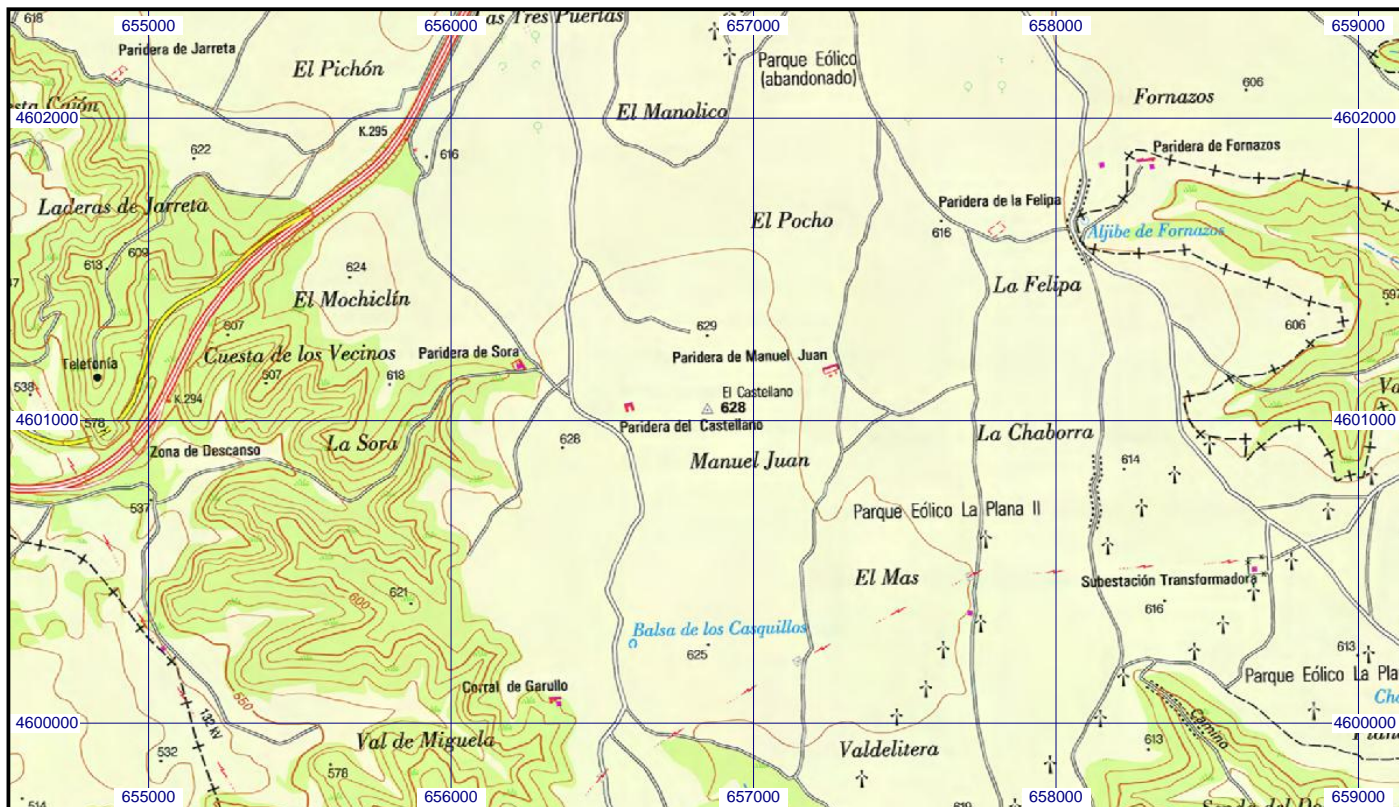 618
655000
656000
Las Tres Puertas
657000
658000
659000
Paridera de Jarreta
El Pichón
Parque Eólico
(abandonado)
606
Fornazos
El Manolico
4602000
4602000
K.295
622
616
Paridera de Fornazos
Laderas de Jarreta
Paridera de la Felipa
El Pocho
616
Aljibe de Fornazos
609
613
624
El Mochiclín
La Felipa
597
606
607
629
Cuesta de los Vecinos
Paridera de Sora
Paridera de Manuel Juan
Telefonía
538
507
618
El Castellano
628
K.294
4601000
4601000
578
Paridera del Castellano
Zona de Descanso
La Sora
628
Manuel Juan
La Chaborra
614
537
Parque Eólico La Plana II
El Mas
Subestación Transformadora
621
600
616
Balsa de los Casquillos
625
613
Corral de Garullo
Parque Eólico La Pla
550
132 kV
4600000
4600000
Camino
Val de Miguela
Valdelitera
532
578
613
514
655000
656000
657000
658000
659000